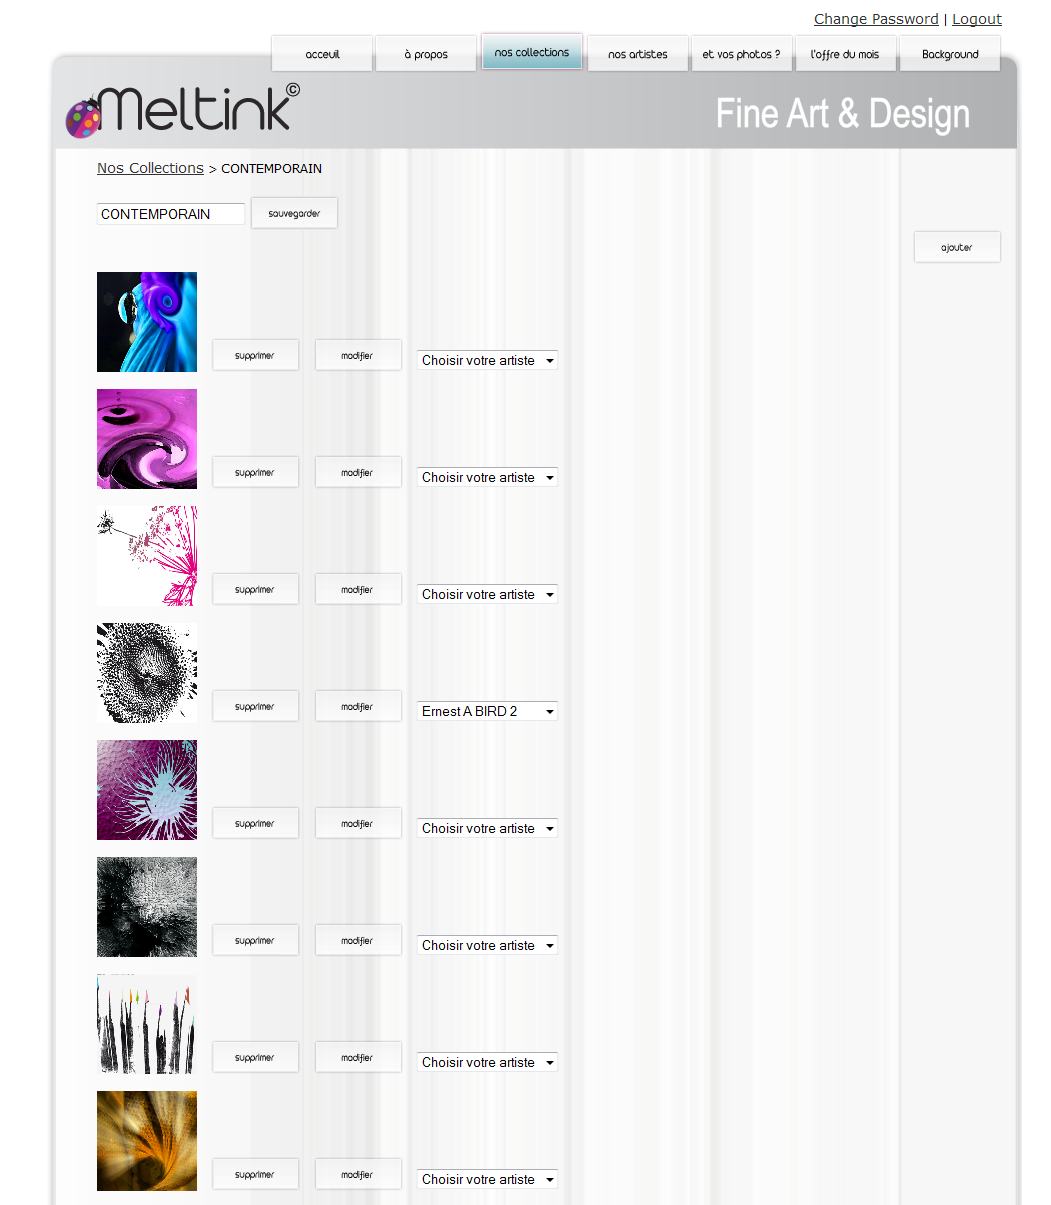 Change Password | Logout
acceuil à propos nos collections nos artistes et vos photos ? l'offre du mois Background
Meltink© Fine Art & Design
Nos Collections > CONTEMPORAIN
CONTEMPORAIN sauvegarder
ajouter
supprimer modifier Choisir votre artiste
supprimer modifier Choisir votre artiste
supprimer modifier Choisir votre artiste
supprimer modifier Ernest A BIRD 2
supprimer modifier Choisir votre artiste
supprimer modifier Choisir votre artiste
supprimer modifier Choisir votre artiste
supprimer modifier Choisir votre artiste